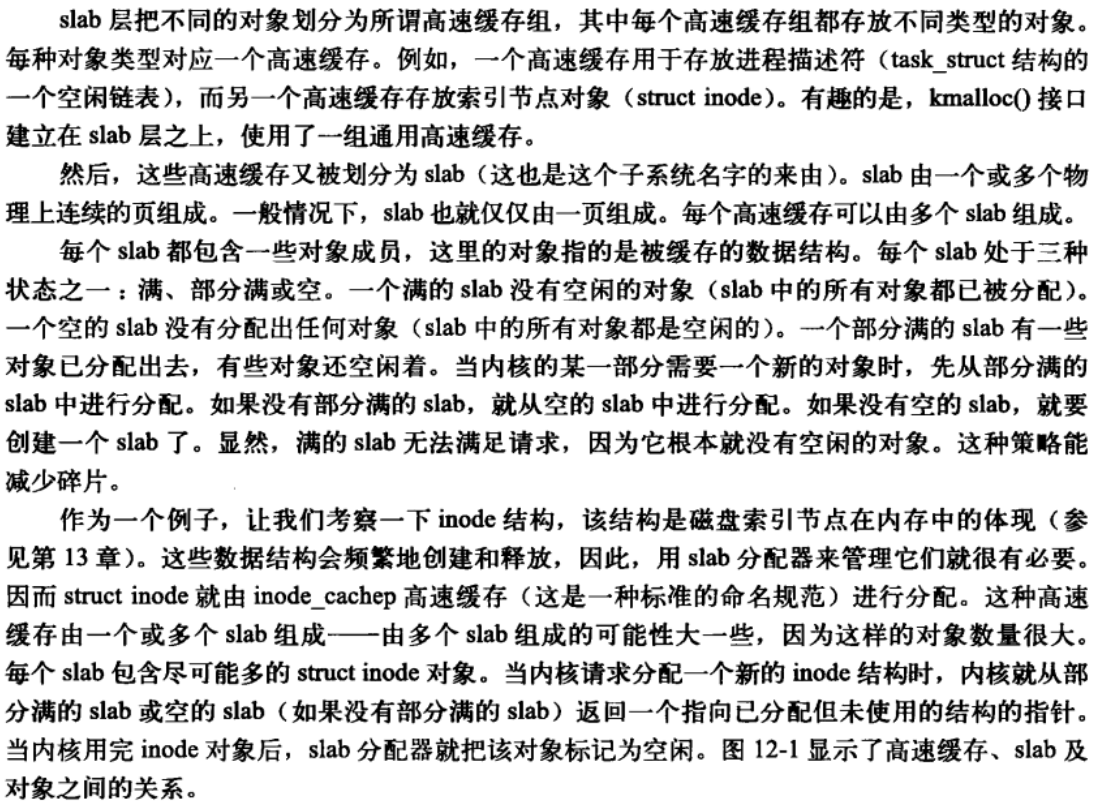 slab 层把不同的对象划分为所谓高速缓存组，其中每个高速缓存组都存放不同类型的对象。
每种对象类型对应一个高速缓存。例如，一个高速缓存用于存放进程描述符（task_struct 结构的
一个空闲链表），而另一个高速缓存存放索引节点对象（struct inode）。有趣的是，kmalloc() 接口
建立在 slab 层之上，使用了一组通用高速缓存。
然后，这些高速缓存又被划分为 slab（这也是这个子系统名字的来由）。slab 由一个或多个物
理上连续的页组成。一般情况下，slab 也就仅仅由一页组成。每个高速缓存可以由多个 slab 组成。
每个 slab 都包含一些对象成员，这里的对象指的是被缓存的数据结构。每个 slab 处于三种
状态之一：满、部分满或空。一个满的 slab 没有空闲的对象（slab 中的所有对象都已被分配）。
一个空的 slab 没有分配出任何对象（slab 中的所有对象都是空闲的）。一个部分满的 slab 有一些
对象已分配出去，有些对象还空闲着。当内核的某一部分需要一个新的对象时，先从部分满的
slab 中进行分配。如果没有部分满的 slab，就从空的 slab 中进行分配。如果没有空的 slab，就要
创建一个 slab 了。显然，满的 slab 无法满足请求，因为它根本就没有空闲的对象。这种策略能
减少碎片。
作为一个例子，让我们考察一下 inode 结构，该结构是磁盘索引节点在内存中的体现（参
见第 13 章）。这些数据结构会频繁地创建和释放，因此，用 slab 分配器来管理它们就很有必要。
因而 struct inode 就由 inode_cachep 高速缓存（这是一种标准的命名规范）进行分配。这种高速
缓存由一个或多个 slab 组成——由多个 slab 组成的可能性大一些，因为这样的对象数量很大。
每个 slab 包含尽可能多的 struct inode 对象。当内核请求分配一个新的 inode 结构时，内核就从部
分满的 slab 或空的 slab（如果没有部分满的 slab）返回一个指向已分配但未使用的结构的指针。
当内核用完 inode 对象后，slab 分配器就把该对象标记为空闲。图 12-1 显示了高速缓存、slab 及
对象之间的关系。